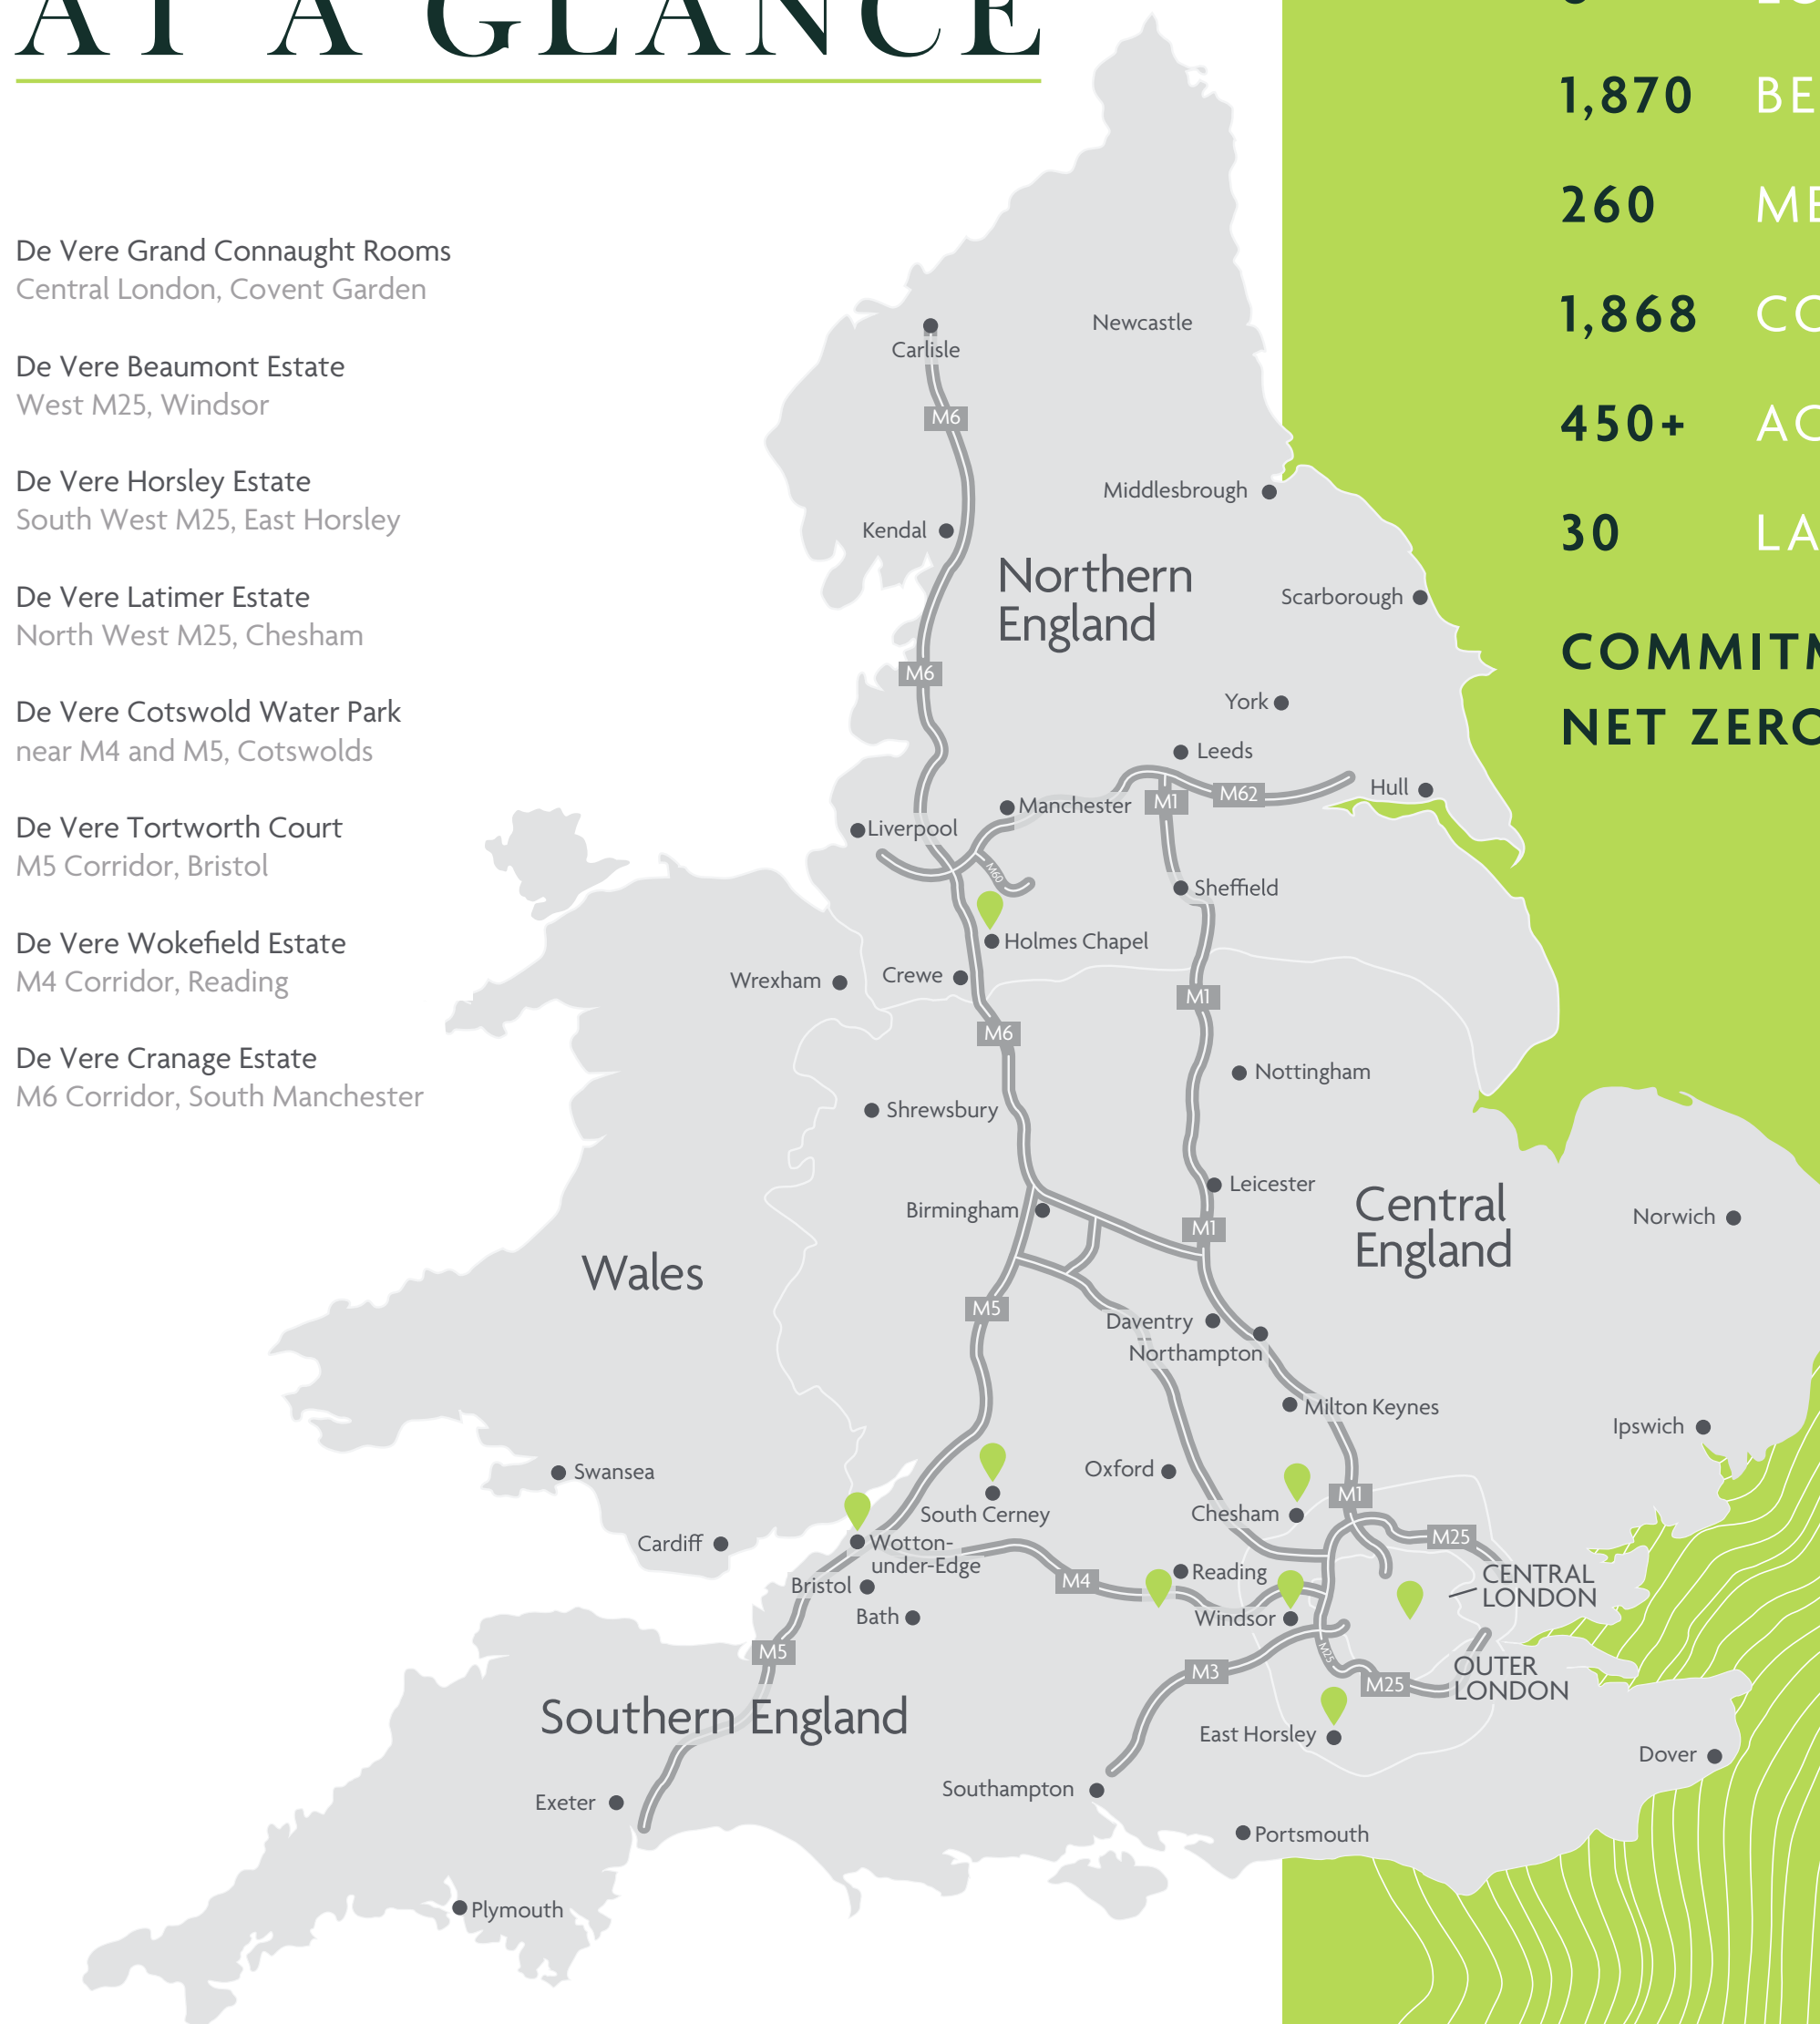 AT A GLANCE
De Vere Grand Connaught Rooms
Central London, Covent Garden
De Vere Beaumont Estate
West M25, Windsor
De Vere Horsley Estate
South West M25, East Horsley
De Vere Latimer Estate
North West M25, Chesham
De Vere Cotswold Water Park
near M4 and M5, Cotswolds
De Vere Tortworth Court
M5 Corridor, Bristol
De Vere Wokefield Estate
M4 Corridor, Reading
De Vere Cranage Estate
M6 Corridor, South Manchester
1,870 BE
260 ME
1,868 CO
450+ AC
30 LA
COMMITM
NET ZERO
Newcastle
Carlisle
M6
Middlesbrough
Kendal
Northern
England
Scarborough
M6
York
Leeds
Hull
M62
M1
Manchester
Liverpool
M60
Sheffield
Holmes Chapel
Crewe
Wrexham
M1
M6
Nottingham
Shrewsbury
Leicester
Central
England
Birmingham
Norwich
M1
Wales
M5
Daventry
Northampton
Milton Keynes
Ipswich
Oxford
Swansea
M1
Chesham
South Cerney
M25
Cardiff
Wotton-
under-Edge
Reading
CENTRAL
LONDON
M4
Bristol
Bath
Windsor
M5
M25
M3
OUTER
LONDON
M25
Southern England
East Horsley
Dover
Southampton
Exeter
Portsmouth
Plymouth